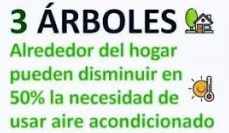 3 ÁRBOLES
Alrededor del hogar
pueden disminuir en
50% la necesidad de
usar aire acondicionado